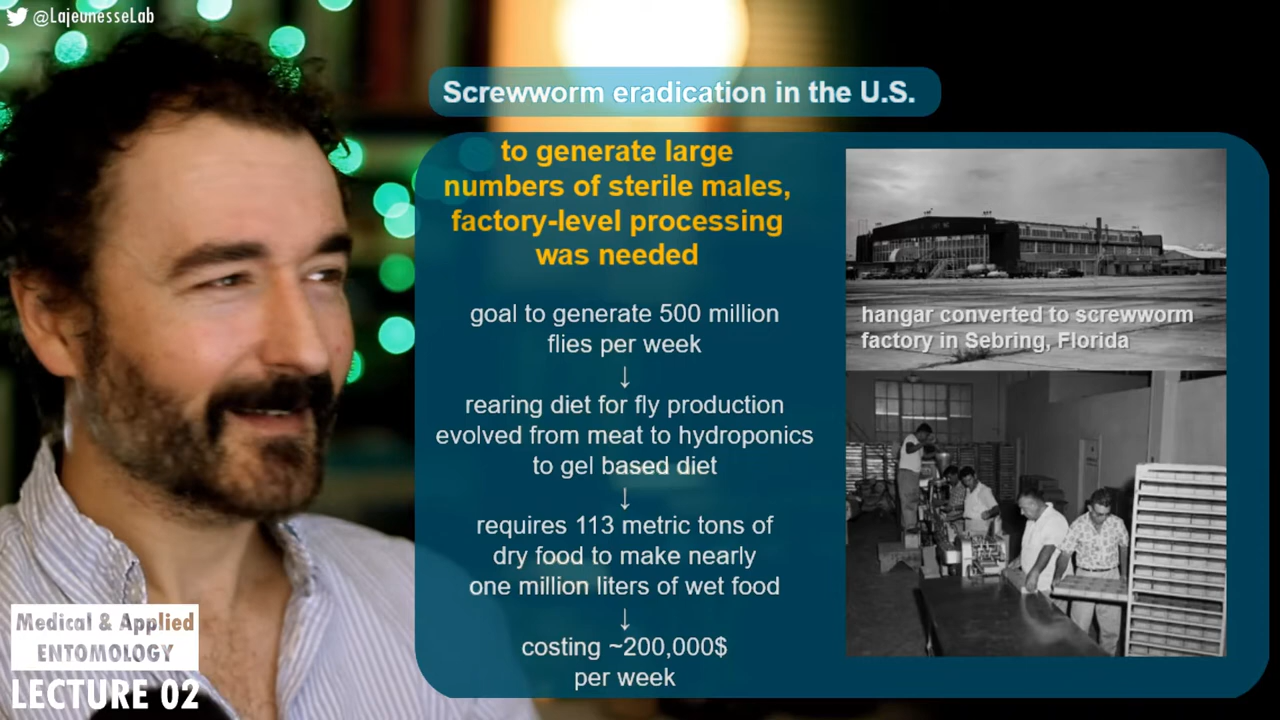 @LajeunesseLab
Screwworm eradication in the U.S.
to generate large
numbers of sterile males,
factory-level processing
was needed
goal to generate 500 million
flies per week
↓
rearing diet for fly production
evolved from meat to hydroponics
to gel based diet
↓
requires 113 metric tons of
dry food to make nearly
one million liters of wet food
↓
costing ~200,000$
per week
hangar converted to screwworm
factory in Sebring, Florida
Medical & Applied
ENTOMOLOGY
LECTURE 02